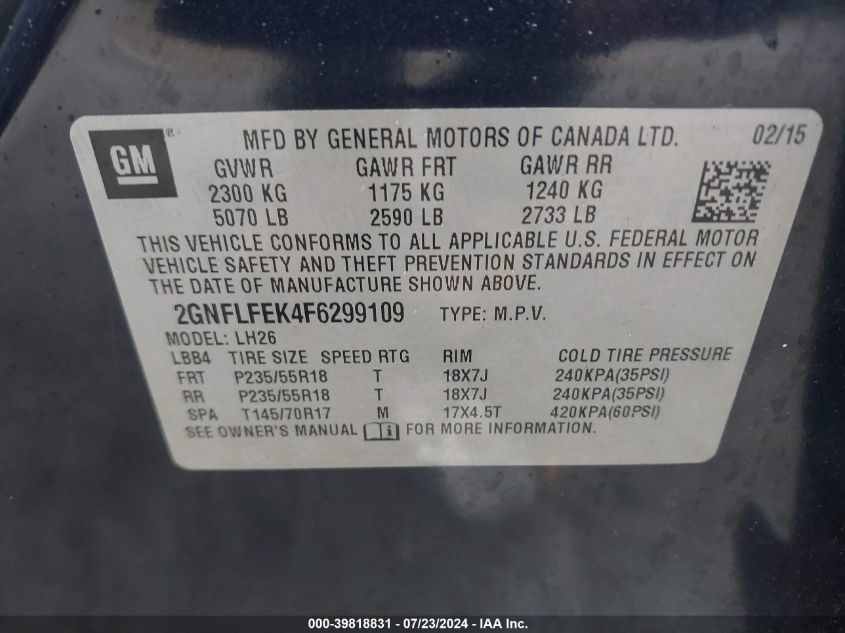 GM ® MFD BY GENERAL MOTORS OF CANADA LTD. 02/15
GVWR GAWR FRT GAWR RR
2300 KG 1175 KG 1240 KG
5070 LB 2590 LB 2733 LB
THIS VEHICLE CONFORMS TO ALL APPLICABLE U.S. FEDERAL MOTOR
VEHICLE SAFETY AND THEFT PREVENTION STANDARDS IN EFFECT ON
THE DATE OF MANUFACTURE SHOWN ABOVE.
2GNFLFEK4F6299109 TYPE: M.P.V.
MODEL: LH26
LBB4 TIRE SIZE SPEED RTG RIM COLD TIRE PRESSURE
FRT P235/55R18 T 18X7J 240KPA(35PSI)
RR P235/55R18 T 18X7J 240KPA(35PSI)
SPA T145/70R17 M 17X4.5T 420KPA(60PSI)
SEE OWNER'S MANUAL FOR MORE INFORMATION.
000-39818831 - 07/23/2024 - IAA Inc.